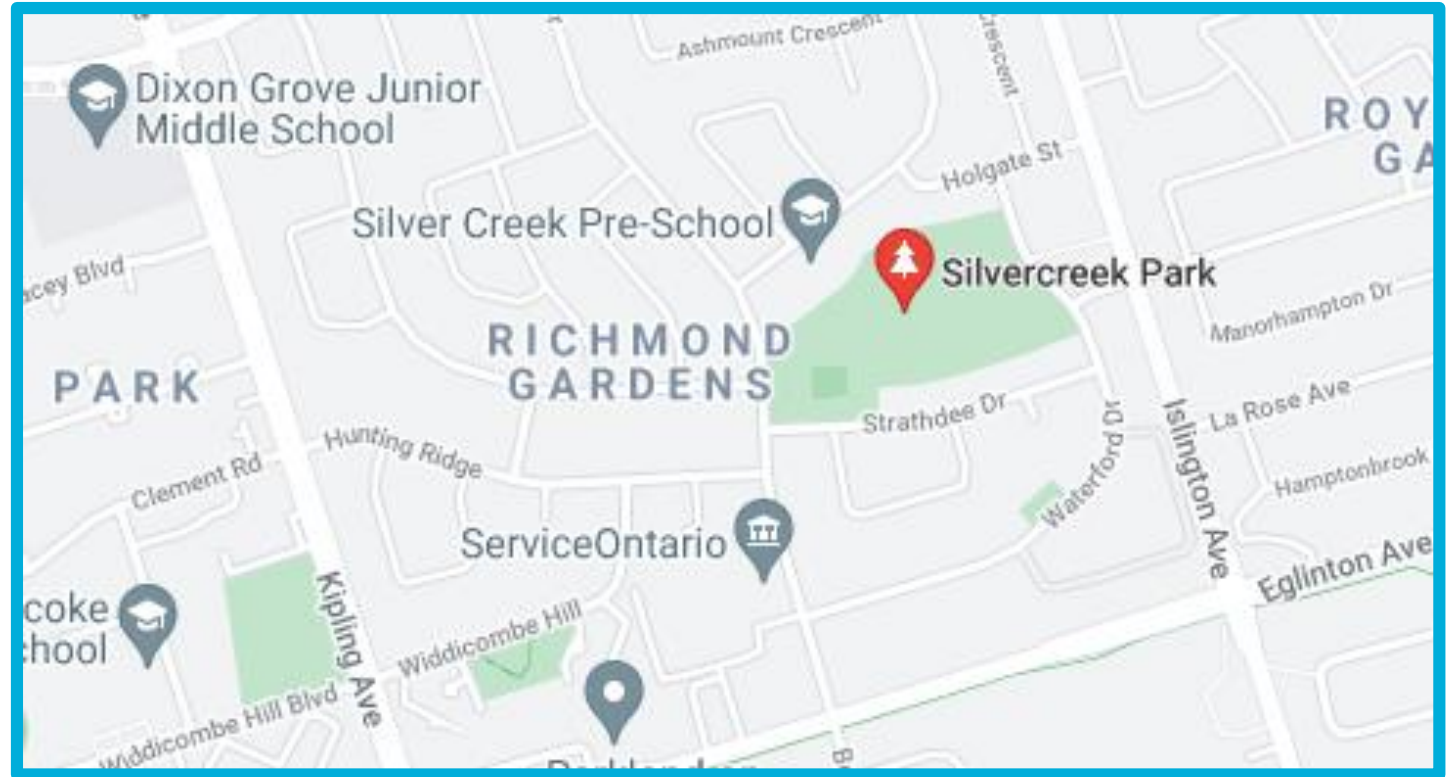 Ashmount Crescent
Crescent
Dixon Grove Junior
Middle School
ROY
GA
Holgate St
Silver Creek Pre-School
Silvercreek Park
acey Blvd
Manorhampton Dr
RICHMOND
GARDENS
PARK
La Rose Ave
Strathdee Dr
Islington Ave
Waterford Dr
Hunting Ridge
Clement Rd
Hamptonbrook
ServiceOntario
Eglinton Ave
Kipling Ave
coke
chool
Widdicombe Hill
Widdicombe Hill Blvd